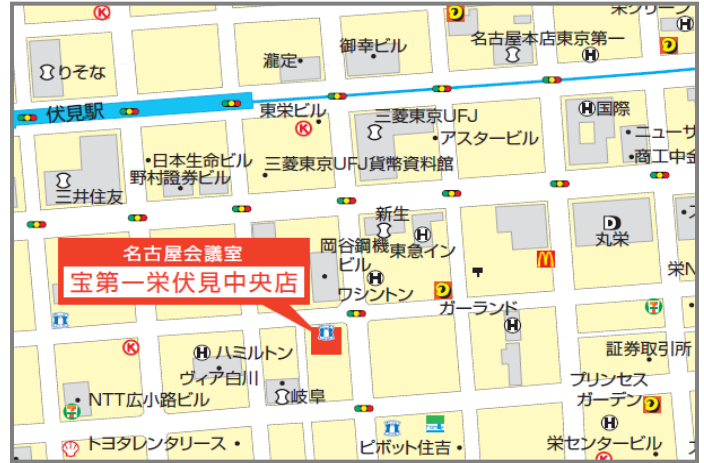 栄グリーン
名古屋本店東京第一
H
御幸ビル
瀧定
りそな
伏見駅
東栄ビル
三菱東京UFJ
アスタービル
H国際
ニューサ
商工中金
日本生命ビル
野村證券ビル
三菱東京UFJ貨幣資料館
三井住友
新生
岡谷鋼機
ビル
東急イン
H
D
丸栄
栄N
名古屋会議室
宝第一栄伏見中央店
H
ワシントン
ガーランド
H
K
Hハミルトン
ヴィア白川
岐阜
NTT広小路ビル
証券取引所
プリンセス
ガーデン
H
トヨタレンタリース
ピボット住吉
栄センタービル